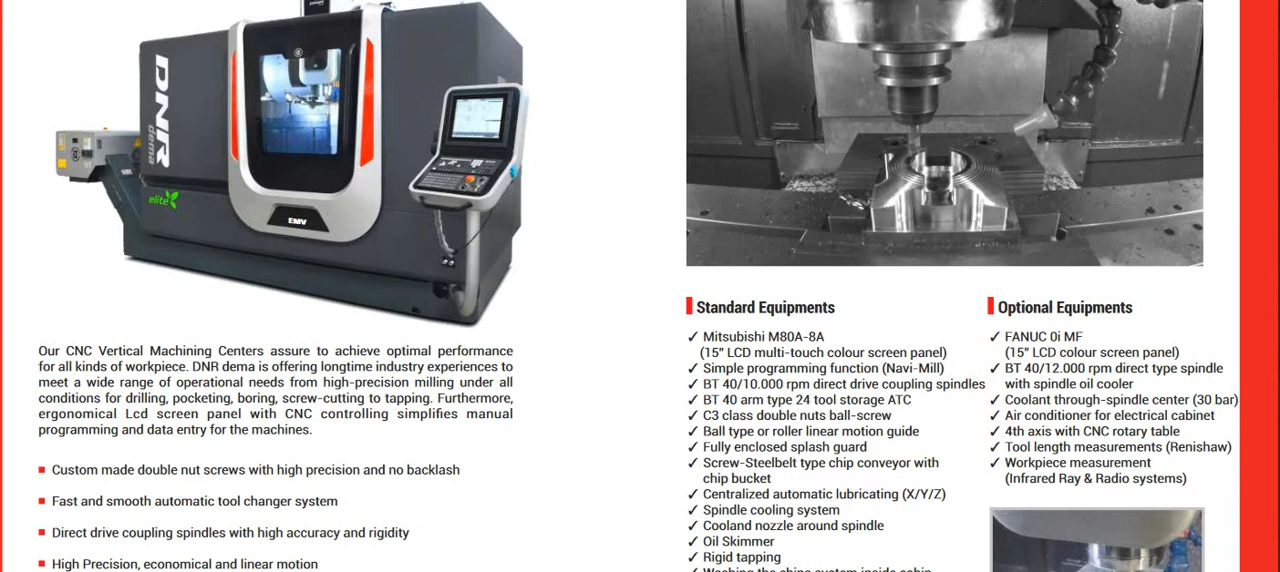 DNR
dema
elite
EMV
Our CNC Vertical Machining Centers assure to achieve optimal performance
for all kinds of workpiece. DNR dema is offering longtime industry experiences to
meet a wide range of operational needs from high-precision milling under all
conditions for drilling, pocketing, boring, screw-cutting to tapping. Furthermore,
ergonomical Lcd screen panel with CNC controlling simplifies manual
programming and data entry for the machines.
Custom made double nut screws with high precision and no backlash
Fast and smooth automatic tool changer system
Direct drive coupling spindles with high accuracy and rigidity
High Precision, economical and linear motion
Standard Equipments
✓ Mitsubishi M80A-8A
(15" LCD multi-touch colour screen panel)
✓ Simple programming function (Navi-Mill)
✓ BT 40/10.000 rpm direct drive coupling spindles
✓ BT 40 arm type 24 tool storage ATC
✓ C3 class double nuts ball-screw
✓ Ball type or roller linear motion guide
✓ Fully enclosed splash guard
✓ Screw-Steelbelt type chip conveyor with
chip bucket
✓ Centralized automatic lubricating (X/Y/Z)
✓ Spindle cooling system
✓ Cooland nozzle around spindle
✓ Oil Skimmer
✓ Rigid tapping
Optional Equipments
✓ FANUC 0i MF
(15" LCD colour screen panel)
✓ BT 40/12.000 rpm direct type spindle
with spindle oil cooler
✓ Coolant through-spindle center (30 bar)
✓ Air conditioner for electrical cabinet
✓ 4th axis with CNC rotary table
✓ Tool length measurements (Renishaw)
✓ Workpiece measurement
(Infrared Ray & Radio systems)